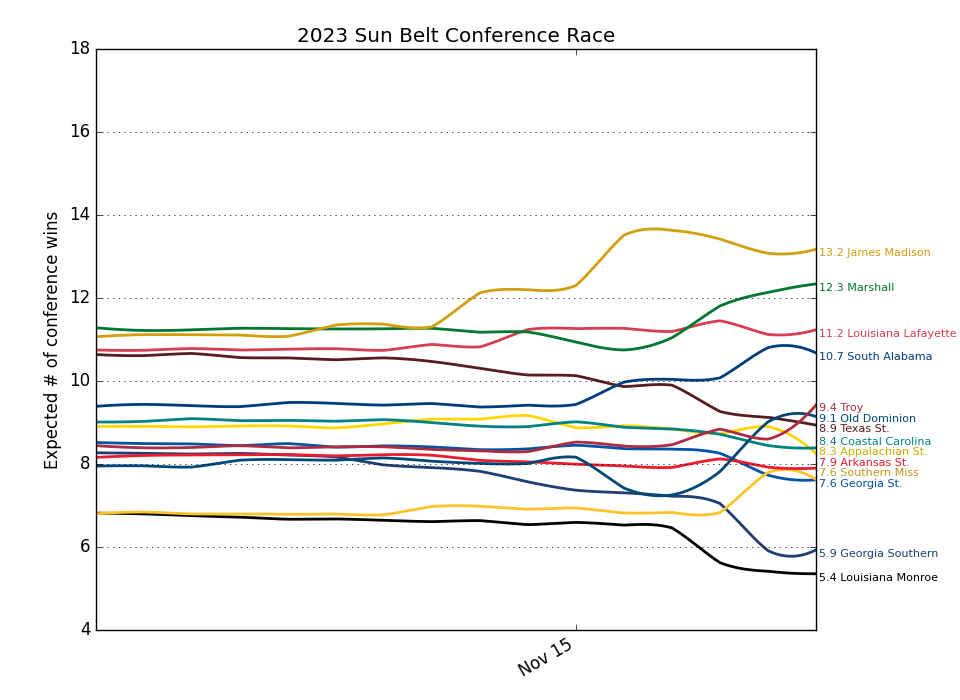 2023 Sun Belt Conference Race
Expected # of conference wins
18
16
14
12
10
8
6
4
Nov 15
13.2 James Madison
12.3 Marshall
11.2 Louisiana Lafayette
10.7 South Alabama
9.4 Troy
9.1 Old Dominion
8.9 Texas St.
8.4 Coastal Carolina
8.3 Appalachian St.
7.9 Arkansas St.
7.6 Southern Miss
7.6 Georgia St.
5.9 Georgia Southern
5.4 Louisiana Monroe